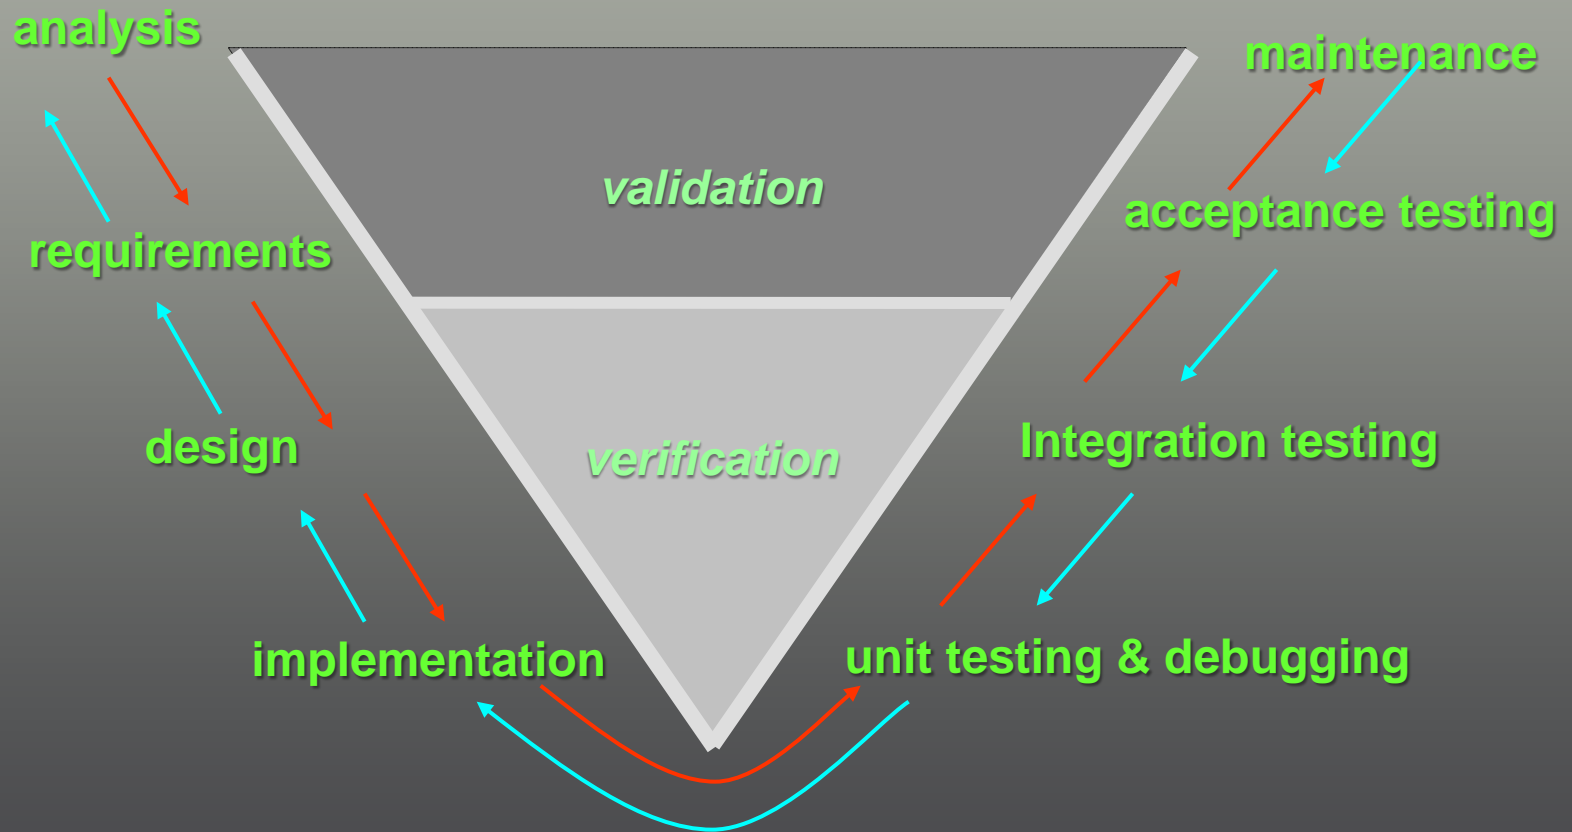 analysis
maintenance
validation
acceptance testing
requirements
Integration testing
design
verification
implementation
unit testing & debugging